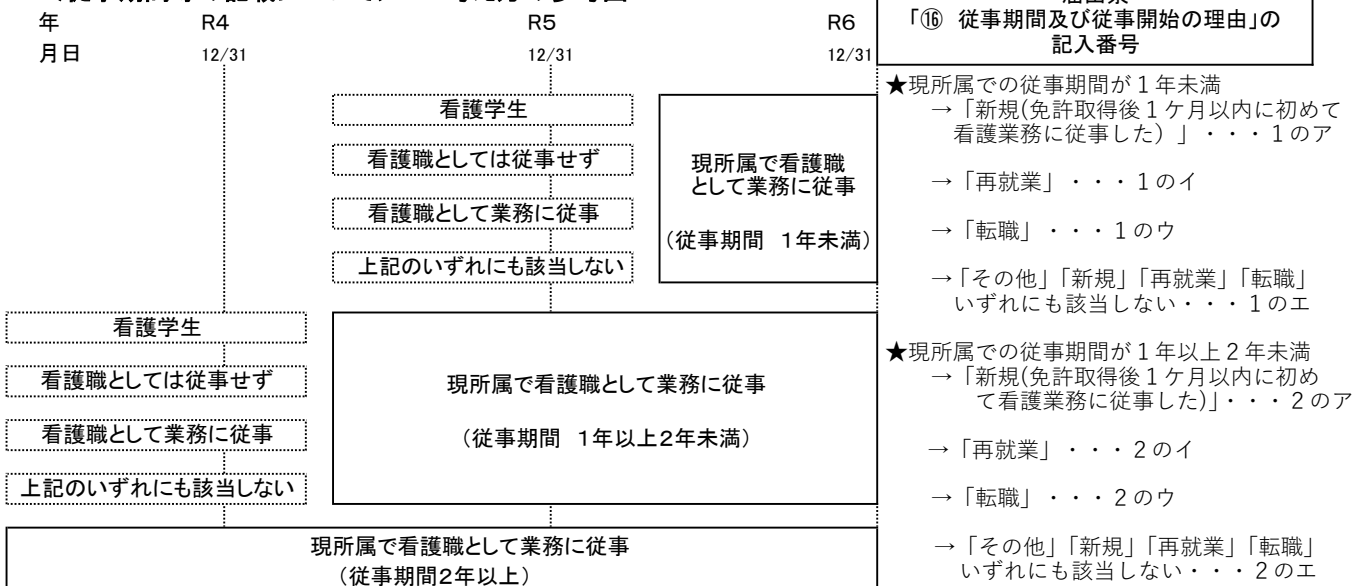 年 R4 R5 R6
月日 12/31 12/31 12/31
「⑯ 従事期間及び従事開始の理由」の
記入番号
看護学生
看護職としては従事せず
看護職として業務に従事
上記のいずれにも該当しない
現所属で看護職
として業務に従事
(従事期間 1年未満)
★現所属での従事期間が1年未満
→「新規(免許取得後1ケ月以内に初めて
看護業務に従事した)」・・・1のア
→「再就業」・・・1のイ
→「転職」・・・1のウ
→「その他」「新規」「再就業」「転職」
いずれにも該当しない・・・1のエ
看護学生
看護職としては従事せず
看護職として業務に従事
上記のいずれにも該当しない
現所属で看護職として業務に従事
(従事期間 1年以上2年未満)
★現所属での従事期間が1年以上2年未満
→「新規(免許取得後1ケ月以内に初め
て看護業務に従事した)」・・・2のア
→「再就業」・・・2のイ
→「転職」・・・2のウ
→「その他」「新規」「再就業」「転職」
いずれにも該当しない・・・2のエ
現所属で看護職として業務に従事
(従事期間2年以上)